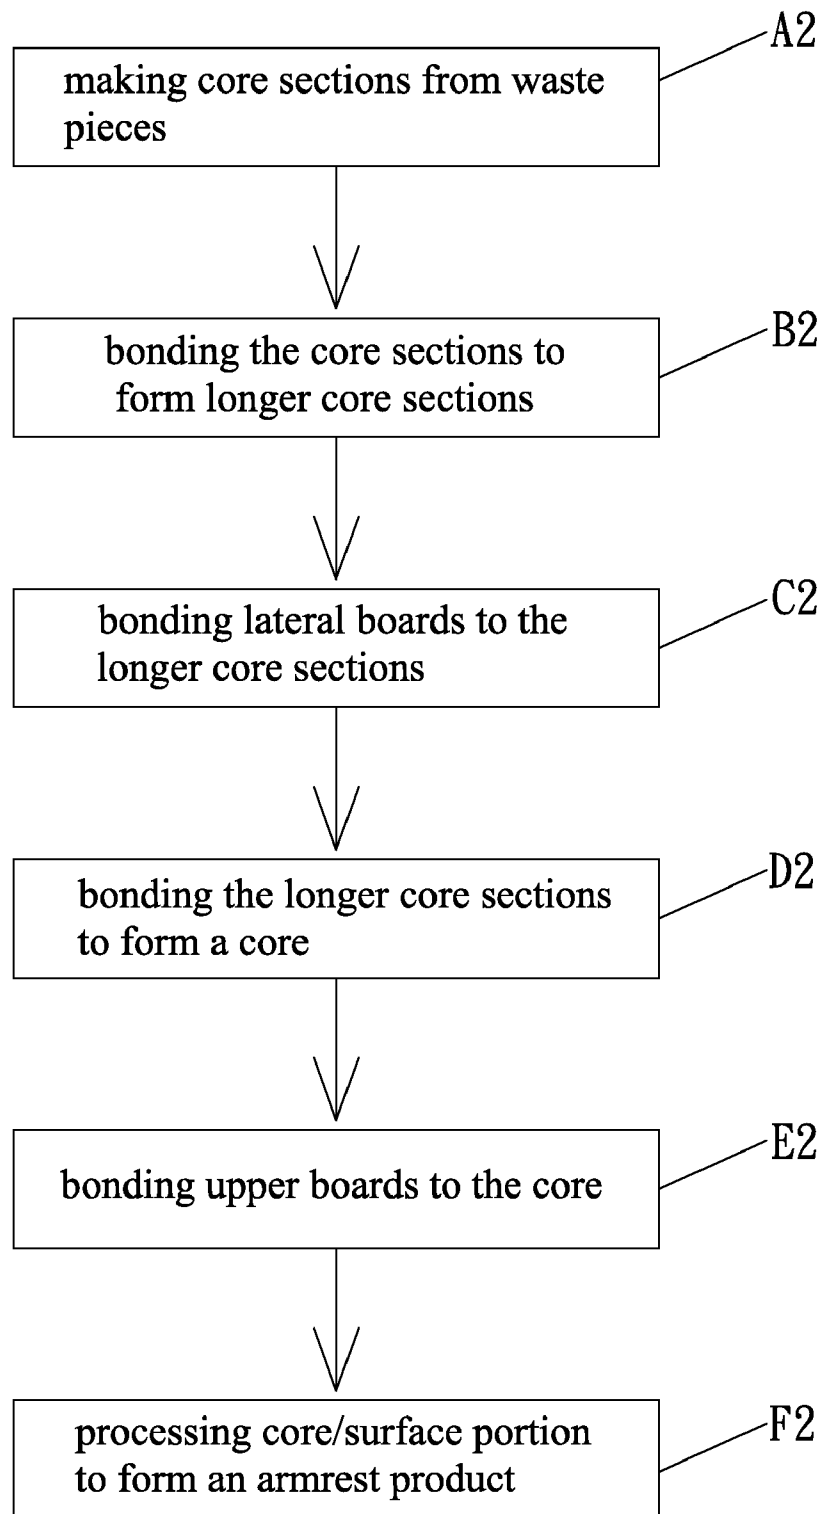 A2
making core sections from waste
pieces
B2
bonding the core sections to
form longer core sections
C2
bonding lateral boards to the
longer core sections
D2
bonding the longer core sections
to form a core
E2
bonding upper boards to the core
F2
processing core/surface portion
to form an armrest product